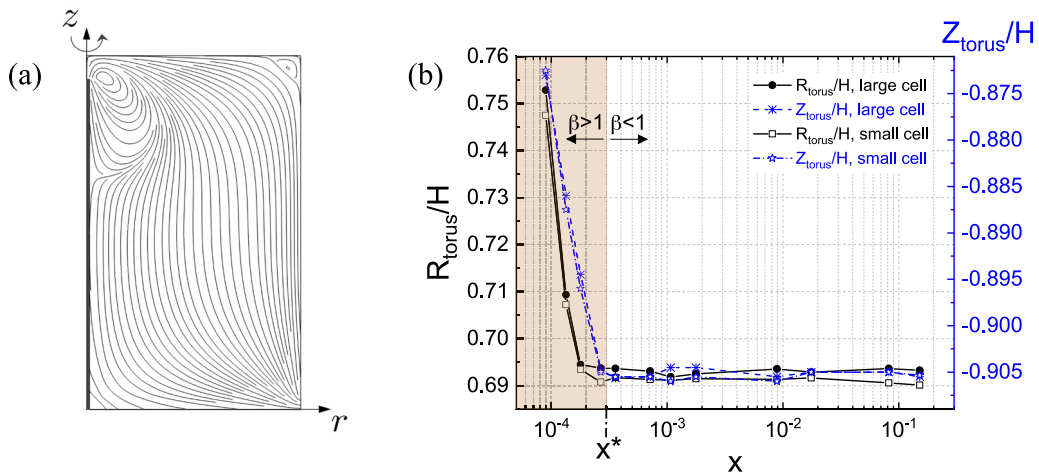 (a)
z
r
(b)
R_torus/H
0.76
0.75
0.74
0.73
0.72
0.71
0.70
0.69
Z_torus/H
-0.875
-0.880
-0.885
-0.890
-0.895
-0.900
-0.905
R_torus/H, large cell
Z_torus/H, large cell
R_torus/H, small cell
Z_torus/H, small cell
β>1 β<1
10⁻⁴ 10⁻³ 10⁻² 10⁻¹
x*
x